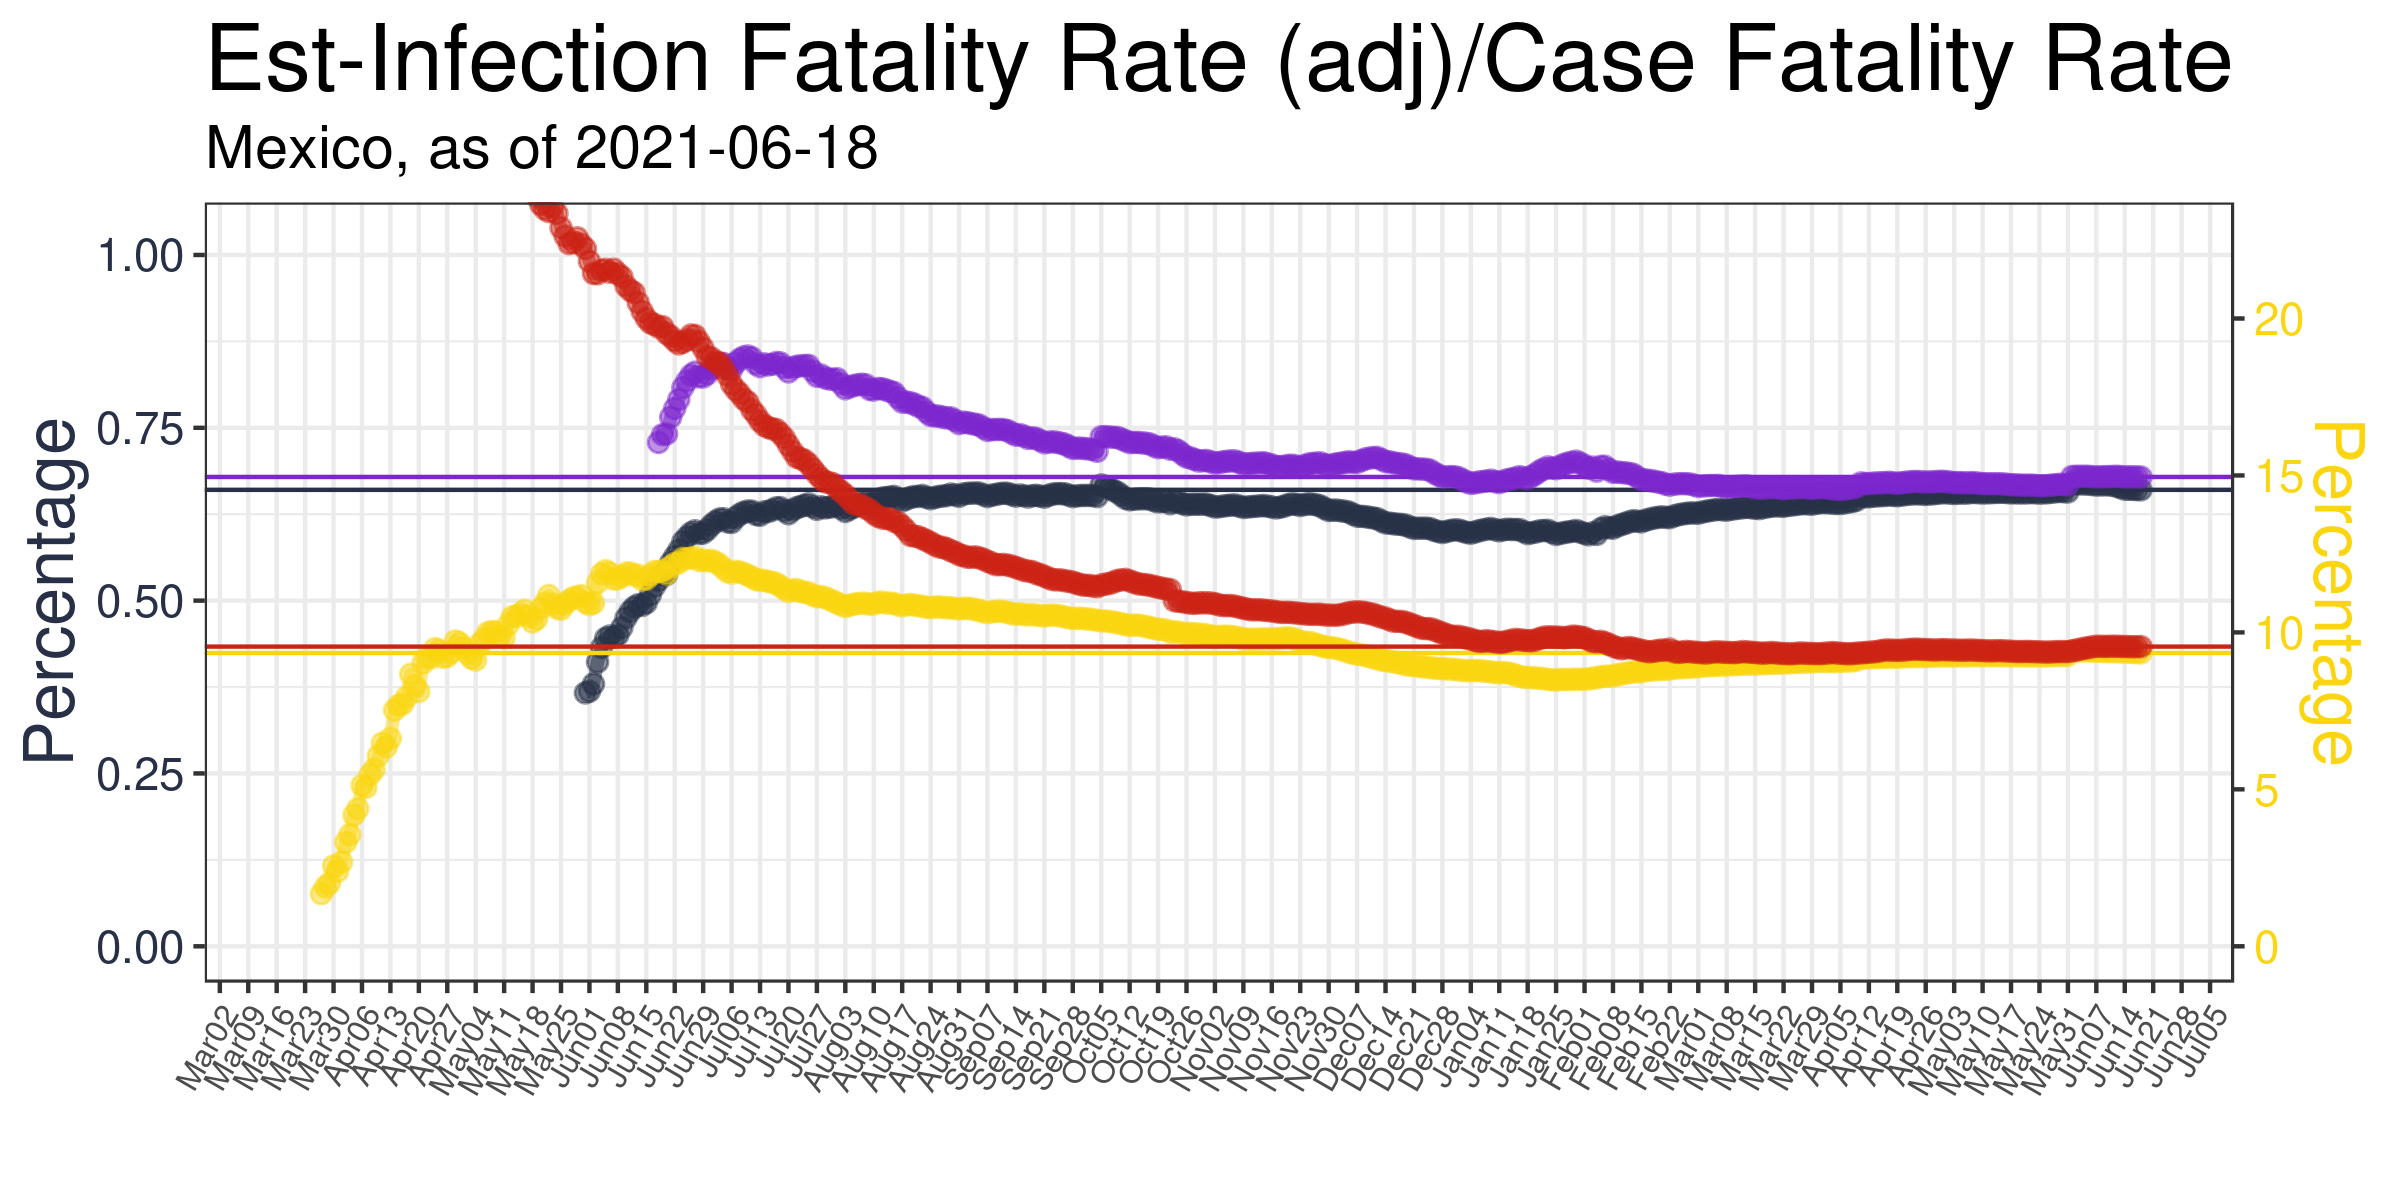 Est-Infection Fatality Rate (adj)/Case Fatality Rate
Mexico, as of 2021-06-18
Percentage
1.00
0.75
0.50
0.25
0.00
20
15
10
5
0
Percentage
Mar02
Mar09
Mar16
Mar23
Mar30
Apr06
Apr13
Apr20
Apr27
May04
May11
May18
May25
Jun01
Jun08
Jun15
Jun22
Jun29
Jul06
Jul13
Jul20
Jul27
Aug03
Aug10
Aug17
Aug24
Aug31
Sep07
Sep14
Sep21
Sep28
Oct05
Oct12
Oct19
Oct26
Nov02
Nov09
Nov16
Nov23
Nov30
Dec07
Dec14
Dec21
Dec28
Jan04
Jan11
Jan18
Jan25
Feb01
Feb08
Feb15
Feb22
Mar01
Mar08
Mar15
Mar22
Mar29
Apr05
Apr12
Apr19
Apr26
May03
May10
May17
May24
May31
Jun07
Jun14
Jun21
Jun28
Jul05